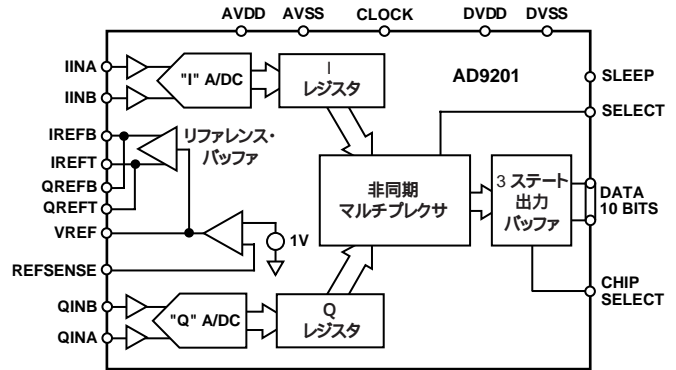 AVDD AVSS CLOCK DVDD DVSS
IINA
IINB
"I" A/DC
I
レジスタ
AD9201
SLEEP
SELECT
IREFB
IREFT
QREFB
QREFT
VREF
REFSENSE
リファレンス・
バッファ
1V
非同期
マルチプレクサ
3 ステート
出力
バッファ
DATA
10 BITS
CHIP
SELECT
QINB
QINA
"Q" A/DC
Q
レジスタ